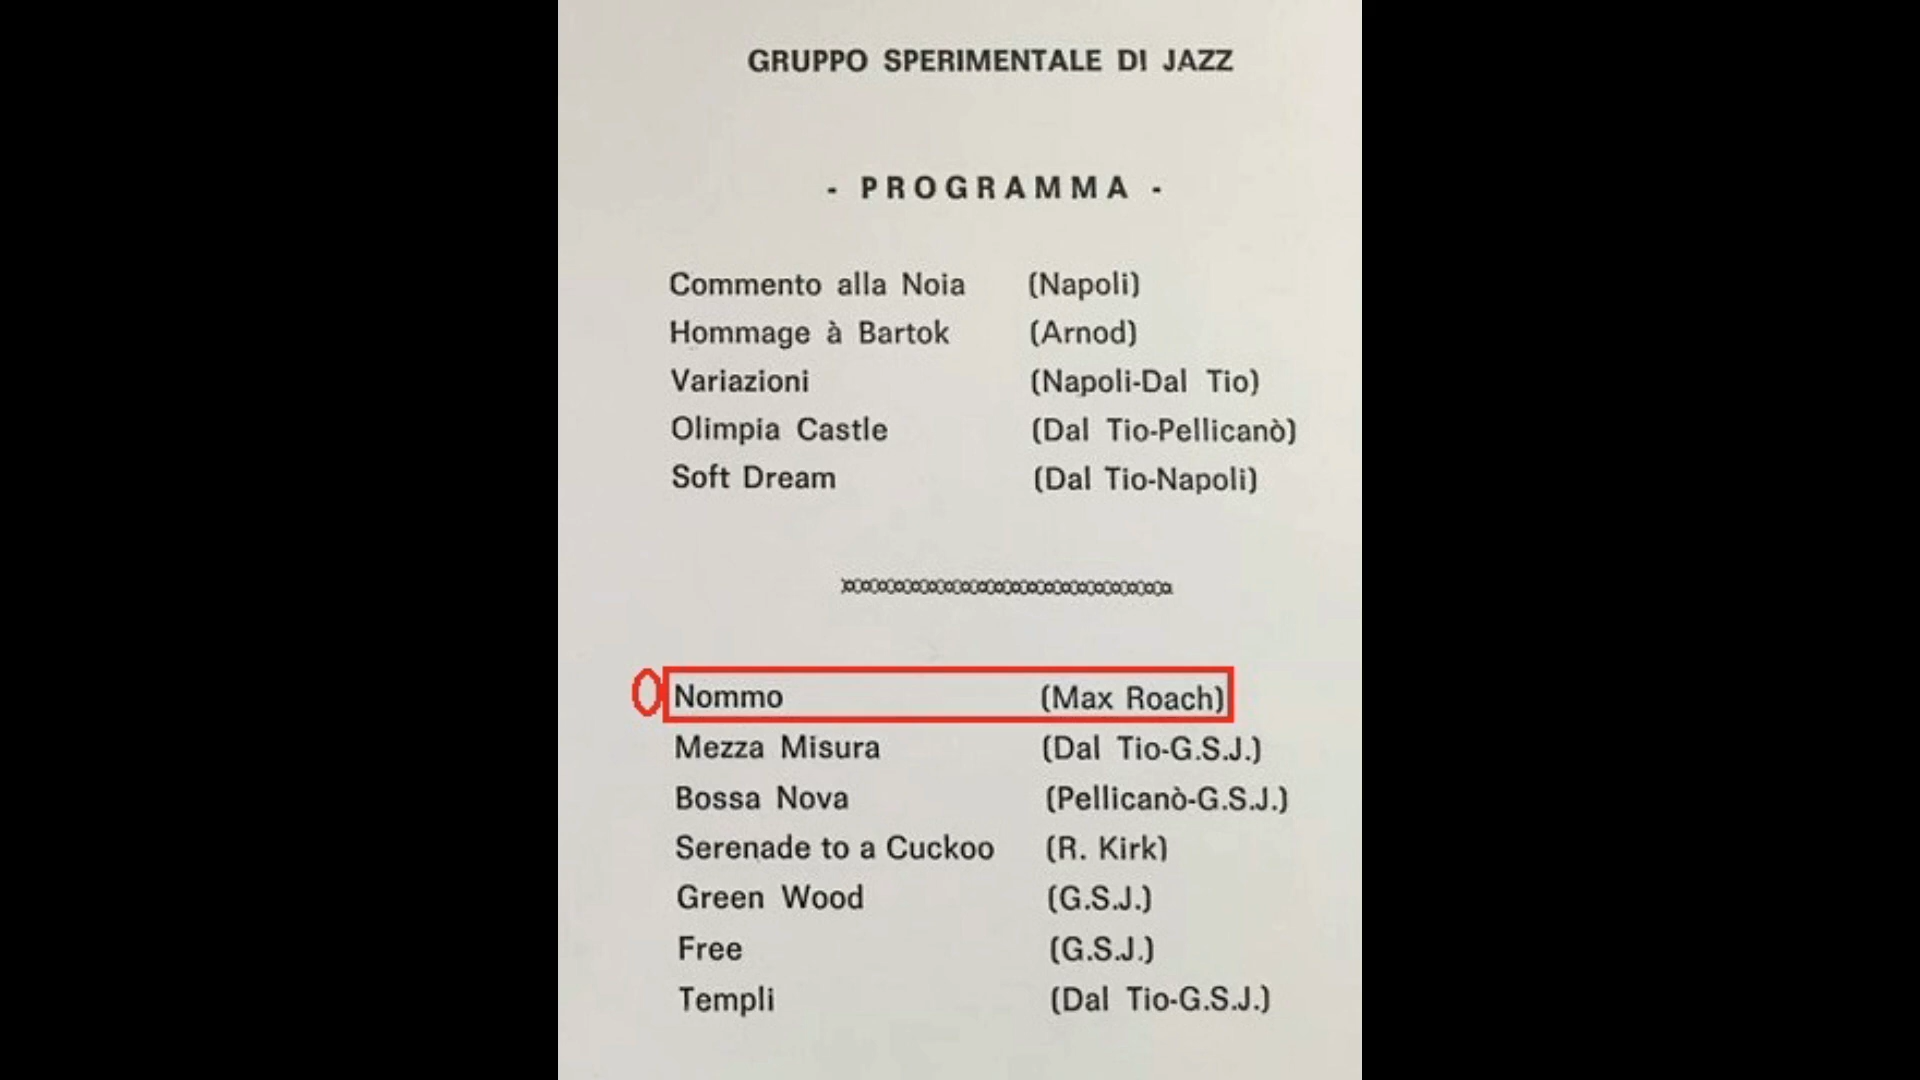 GRUPPO SPERIMENTALE DI JAZZ
- PROGRAMMA -
Commento alla Noia (Napoli)
Hommage à Bartok (Arnod)
Variazioni (Napoli-Dal Tio)
Olimpia Castle (Dal Tio-Pellicanò)
Soft Dream (Dal Tio-Napoli)
Nommo (Max Roach)
Mezza Misura (Dal Tio-G.S.J.)
Bossa Nova (Pellicanò-G.S.J.)
Serenade to a Cuckoo (R. Kirk)
Green Wood (G.S.J.)
Free (G.S.J.)
Templi (Dal Tio-G.S.J.)